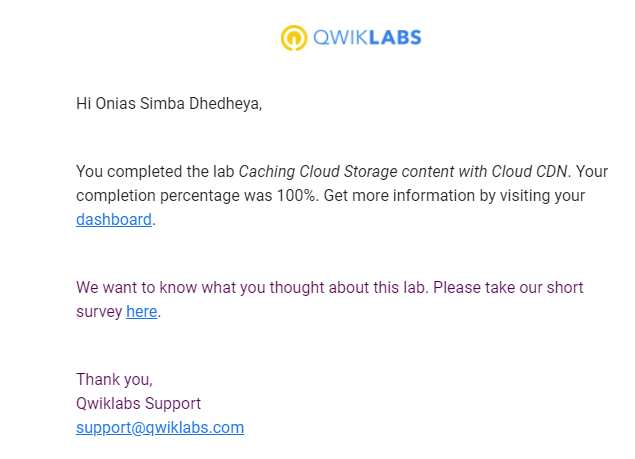 QWIKLABS
Hi Onias Simba Dhedheya,
You completed the lab Caching Cloud Storage content with Cloud CDN. Your
completion percentage was 100%. Get more information by visiting your
dashboard.
We want to know what you thought about this lab. Please take our short
survey here.
Thank you,
Qwiklabs Support
support@qwiklabs.com